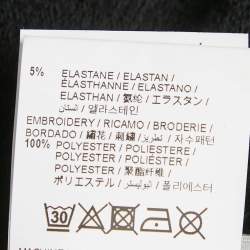 5% ELASTANE / ELASTAN /
ÉLASTHANNE / ELASTANO /
ELASTHAN / 氨纶 / エラスタン /
엘라스테인 / الستان
EMBROIDERY / RICAMO / BRODERIE /
BORDADO / 繡花 / 刺繍 / تطريز / 자수패턴
100% POLYESTER / POLIESTERE /
POLYESTER / POLIÉSTER /
POLYESTER / 聚酯纤维 /
ポリエステル / البوليستر / 폴리에스터
30